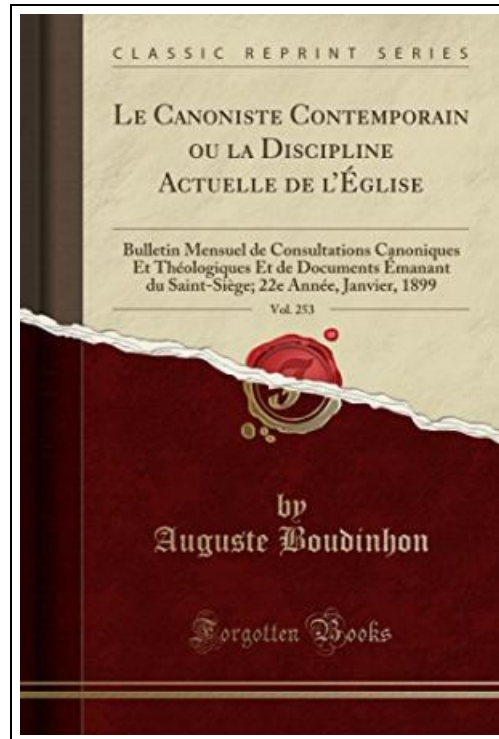 CLASSIC REPRINT SERIES
LE CANONISTE CONTEMPORAIN
OU LA DISCIPLINE
ACTUELLE DE L'ÉGLISE
Bulletin Mensuel de Consultations Canoniques
Et Théologiques Et de Documents Émanant
du Saint-Siège; 22e Année, Janvier, 1899
Vol. 253
by
Auguste Boudinhon
Forgotten Books